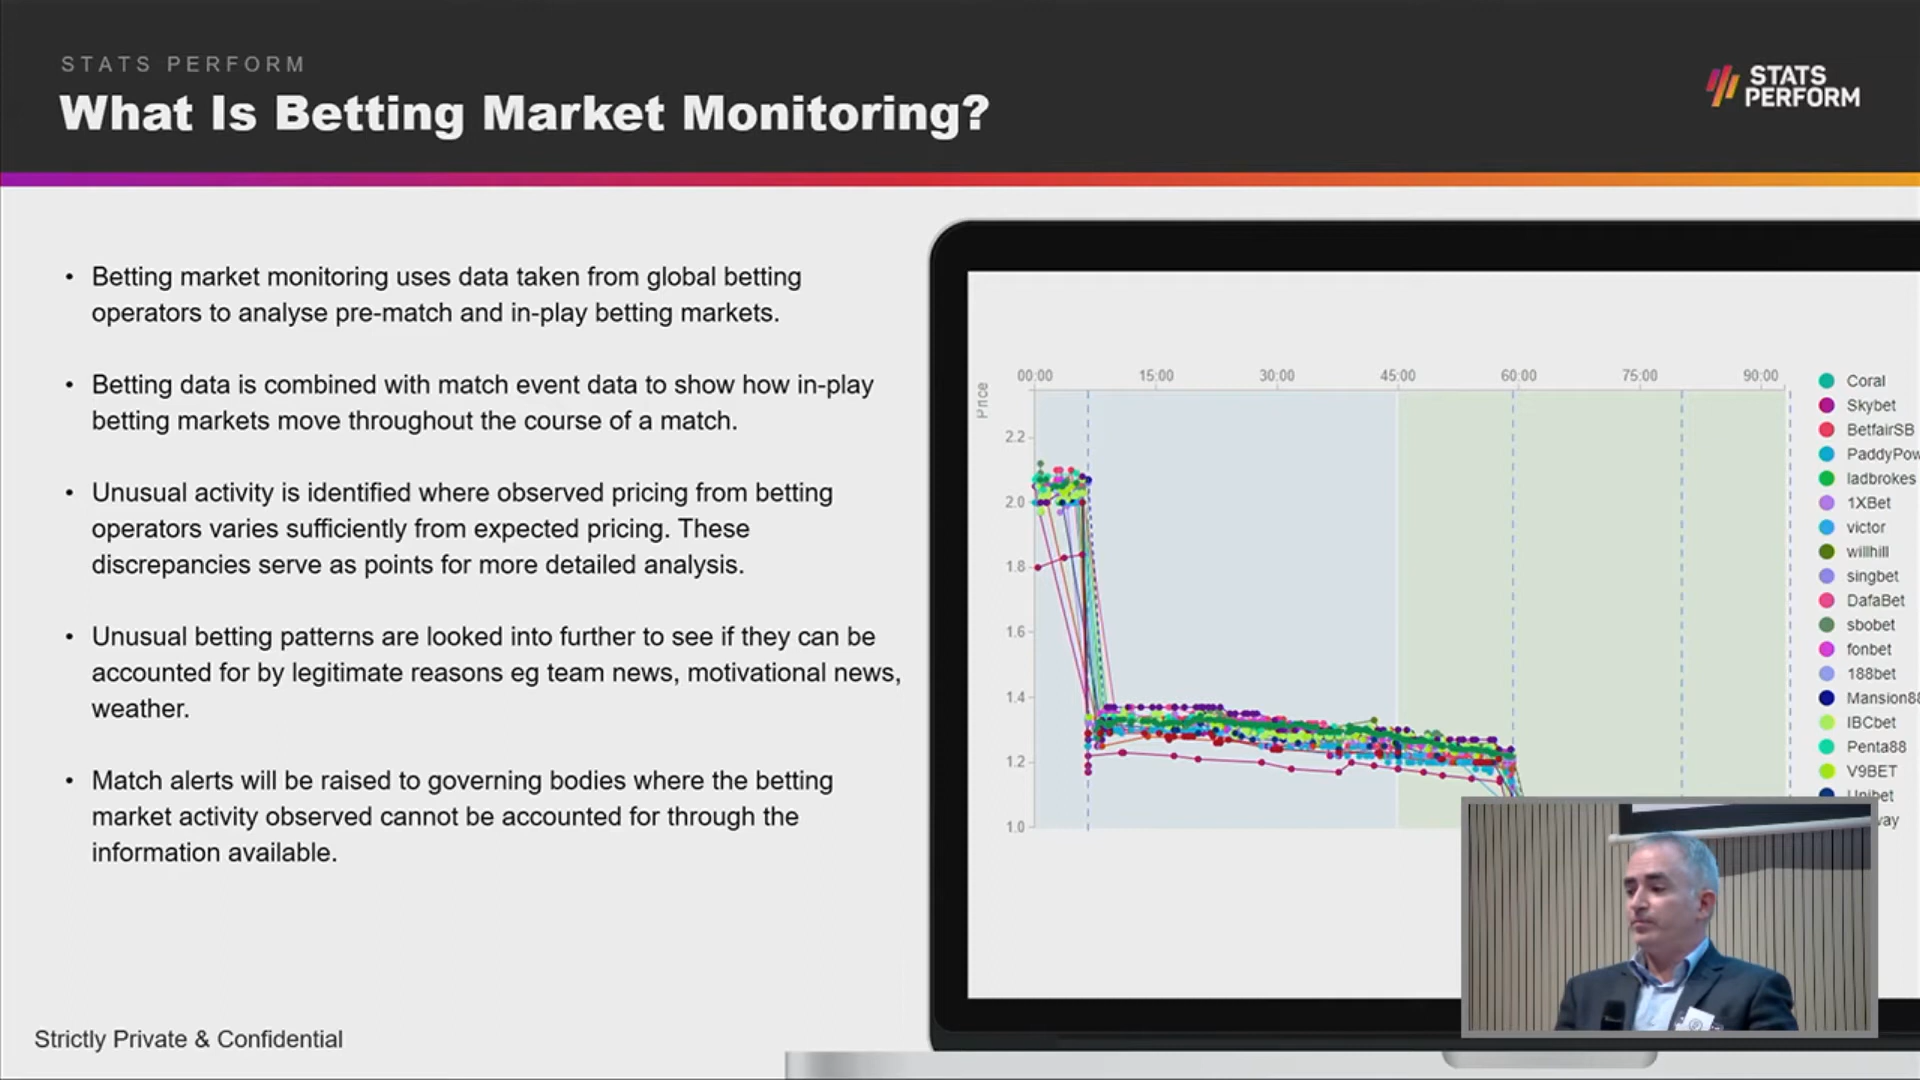 STATS PERFORM
What Is Betting Market Monitoring?
STATS
PERFORM
• Betting market monitoring uses data taken from global betting
operators to analyse pre-match and in-play betting markets.
• Betting data is combined with match event data to show how in-play
betting markets move throughout the course of a match.
• Unusual activity is identified where observed pricing from betting
operators varies sufficiently from expected pricing. These
discrepancies serve as points for more detailed analysis.
• Unusual betting patterns are looked into further to see if they can be
accounted for by legitimate reasons eg team news, motivational news,
weather.
• Match alerts will be raised to governing bodies where the betting
market activity observed cannot be accounted for through the
information available.
Strictly Private & Confidential
00:00 15:00 30:00 45:00 60:00 75:00 90:00
Price
2.2
2.0
1.8
1.6
1.4
1.2
1.0
Coral
Skybet
BetfairSB
PaddyPow
ladbrokes
1XBet
victor
willhill
singbet
DafaBet
sbobet
fonbet
188bet
Mansion88
IBCbet
Penta88
V9BET
Unibet
way